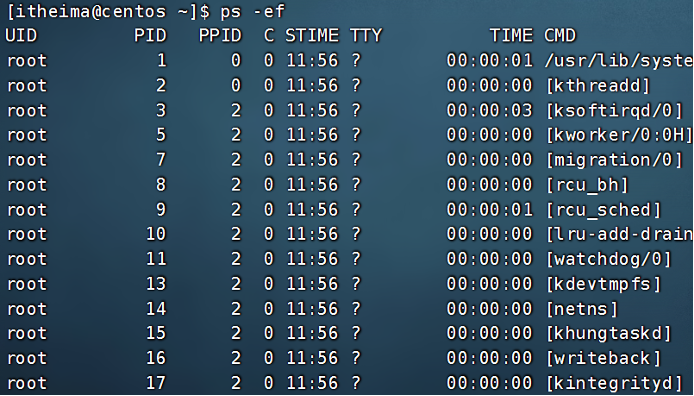 [itheima@centos ~]$ ps -ef
UID PID PPID C STIME TTY TIME CMD
root 1 0 0 11:56 ? 00:00:01 /usr/lib/syste
root 2 0 0 11:56 ? 00:00:00 [kthreadd]
root 3 2 0 11:56 ? 00:00:03 [ksoftirqd/0]
root 5 2 0 11:56 ? 00:00:00 [kworker/0:0H]
root 7 2 0 11:56 ? 00:00:00 [migration/0]
root 8 2 0 11:56 ? 00:00:00 [rcu_bh]
root 9 2 0 11:56 ? 00:00:01 [rcu_sched]
root 10 2 0 11:56 ? 00:00:00 [lru-add-drain
root 11 2 0 11:56 ? 00:00:00 [watchdog/0]
root 13 2 0 11:56 ? 00:00:00 [kdevtmpfs]
root 14 2 0 11:56 ? 00:00:00 [netns]
root 15 2 0 11:56 ? 00:00:00 [khungtaskd]
root 16 2 0 11:56 ? 00:00:00 [writeback]
root 17 2 0 11:56 ? 00:00:00 [kintegrityd]